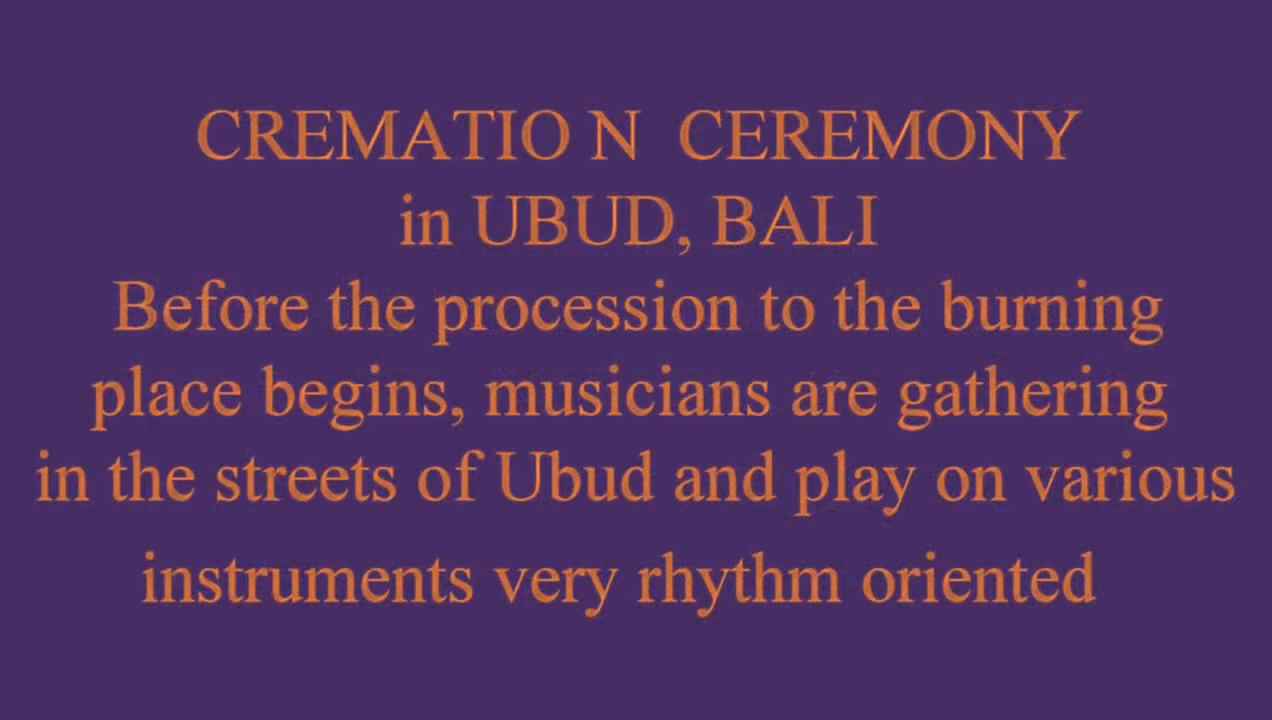 CREMATIO N  CEREMONY
in UBUD, BALI
Before the procession to the burning
place begins, musicians are gathering
in the streets of Ubud and play on various
instruments very rhythm oriented